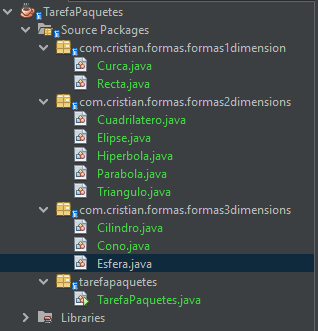 TarefaPaquetes
Source Packages
com.cristian.formas.formas1dimension
Curca.java
Recta.java
com.cristian.formas.formas2dimensions
Cuadrilatero.java
Elipse.java
Hiperbola.java
Parabola.java
Triangulo.java
com.cristian.formas.formas3dimensions
Cilindro.java
Cono.java
Esfera.java
tarefapaquetes
TarefaPaquetes.java
Libraries